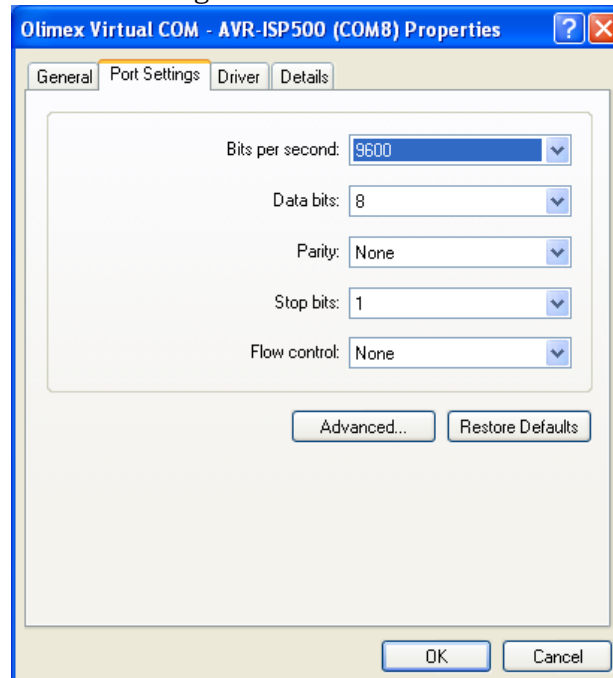 Olimex Virtual COM - AVR-ISP500 (COM8) Properties
General Port Settings Driver Details
Bits per second: 9600
Data bits: 8
Parity: None
Stop bits: 1
Flow control: None
Advanced... Restore Defaults
OK Cancel